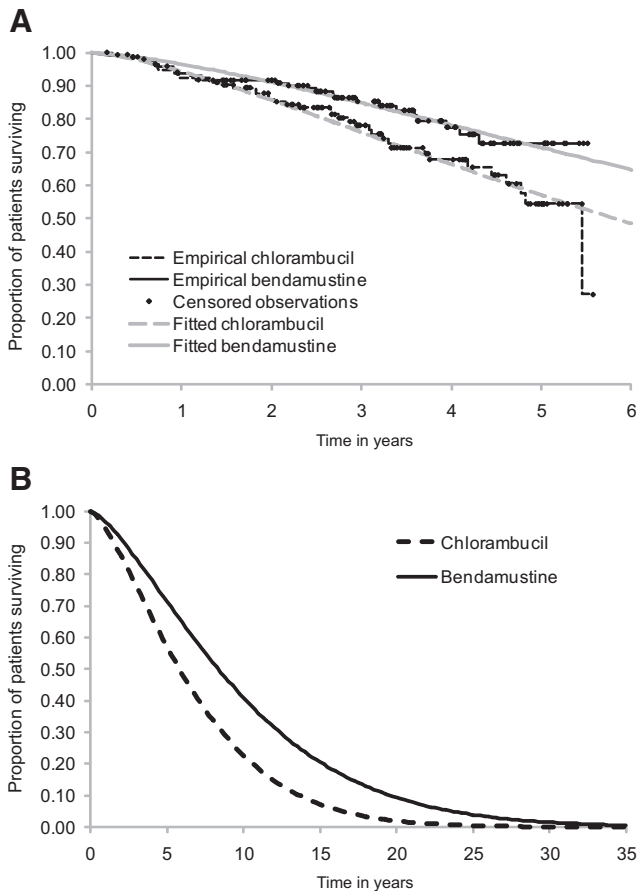 A
Proportion of patients surviving
1.00
0.90
0.80
0.70
0.60
0.50
0.40
0.30
0.20
0.10
0.00
Empirical chlorambucil
Empirical bendamustine
Censored observations
Fitted chlorambucil
Fitted bendamustine
0 1 2 3 4 5 6
Time in years
B
Proportion of patients surviving
1.00
0.90
0.80
0.70
0.60
0.50
0.40
0.30
0.20
0.10
0.00
Chlorambucil
Bendamustine
0 5 10 15 20 25 30 35
Time in years